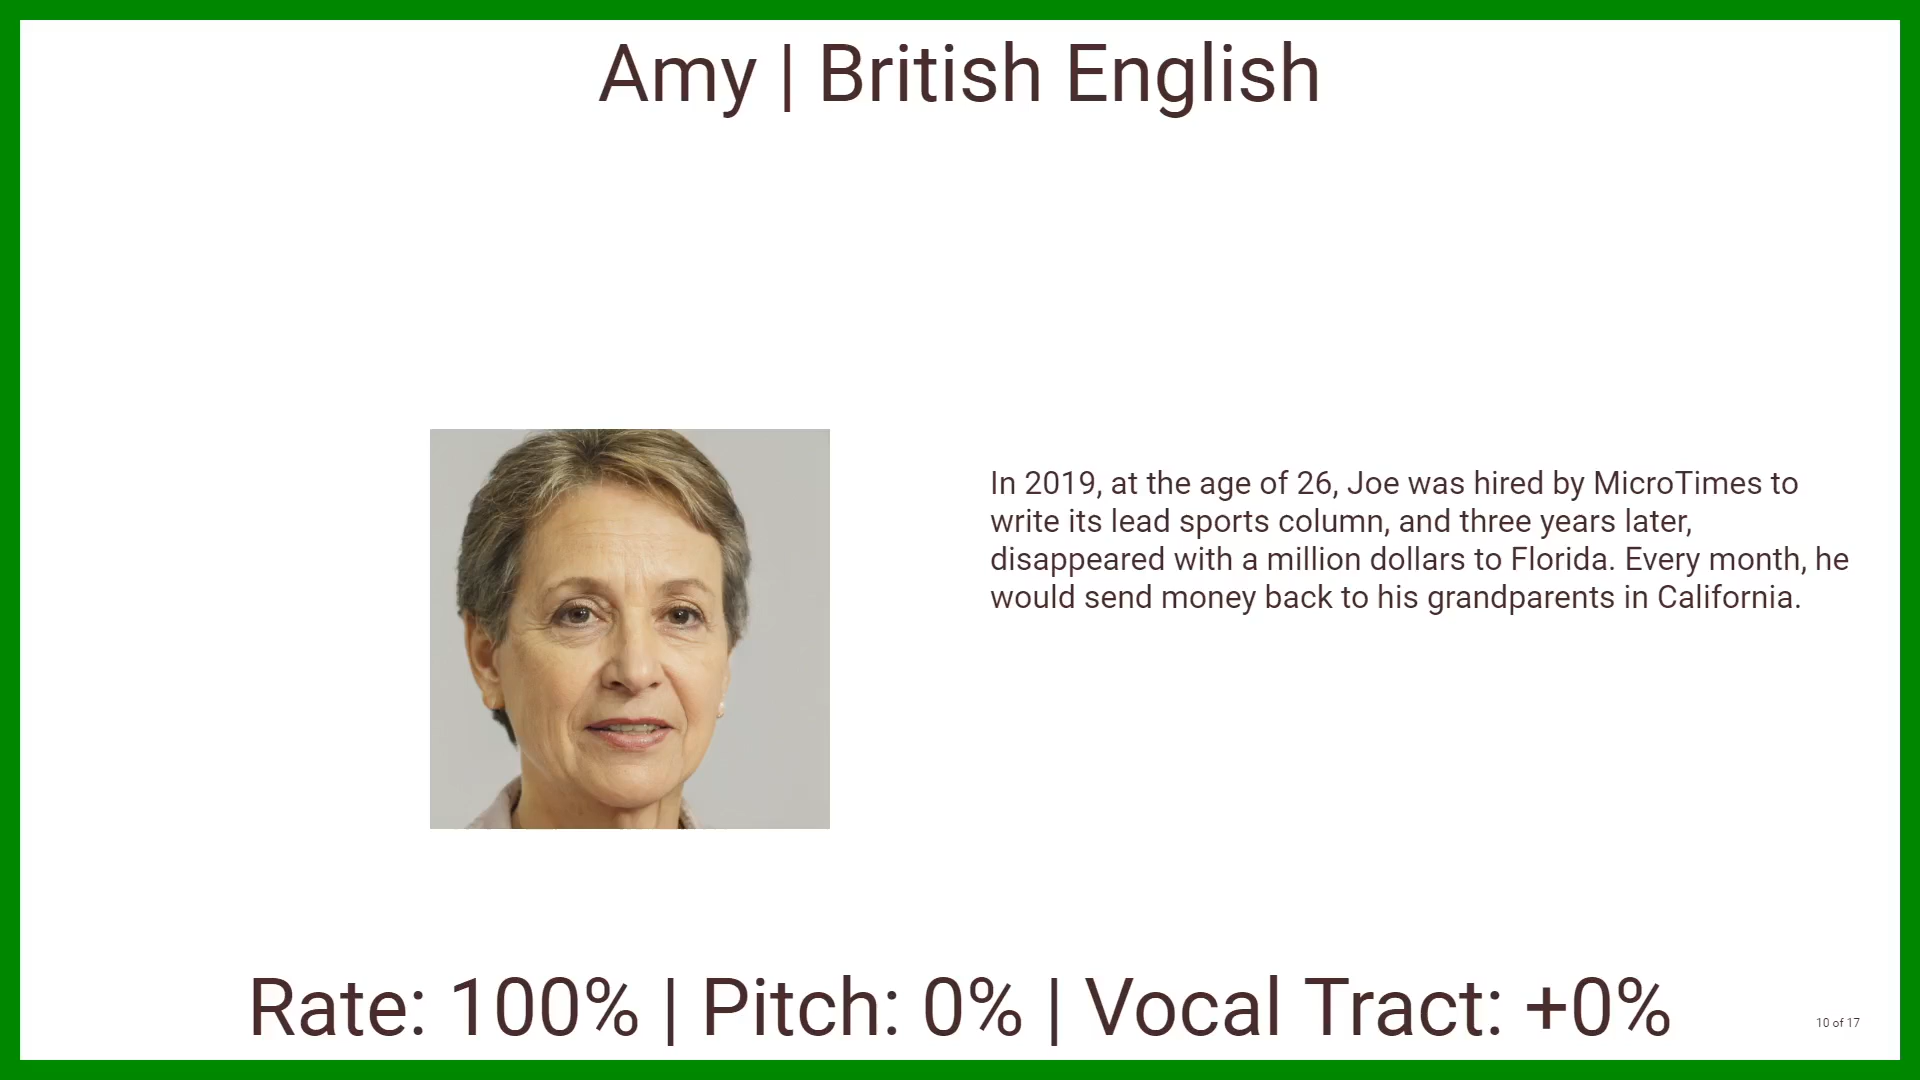 Amy | British English
In 2019, at the age of 26, Joe was hired by MicroTimes to
write its lead sports column, and three years later,
disappeared with a million dollars to Florida. Every month, he
would send money back to his grandparents in California.
Rate: 100% | Pitch: 0% | Vocal Tract: +0%
10 of 17